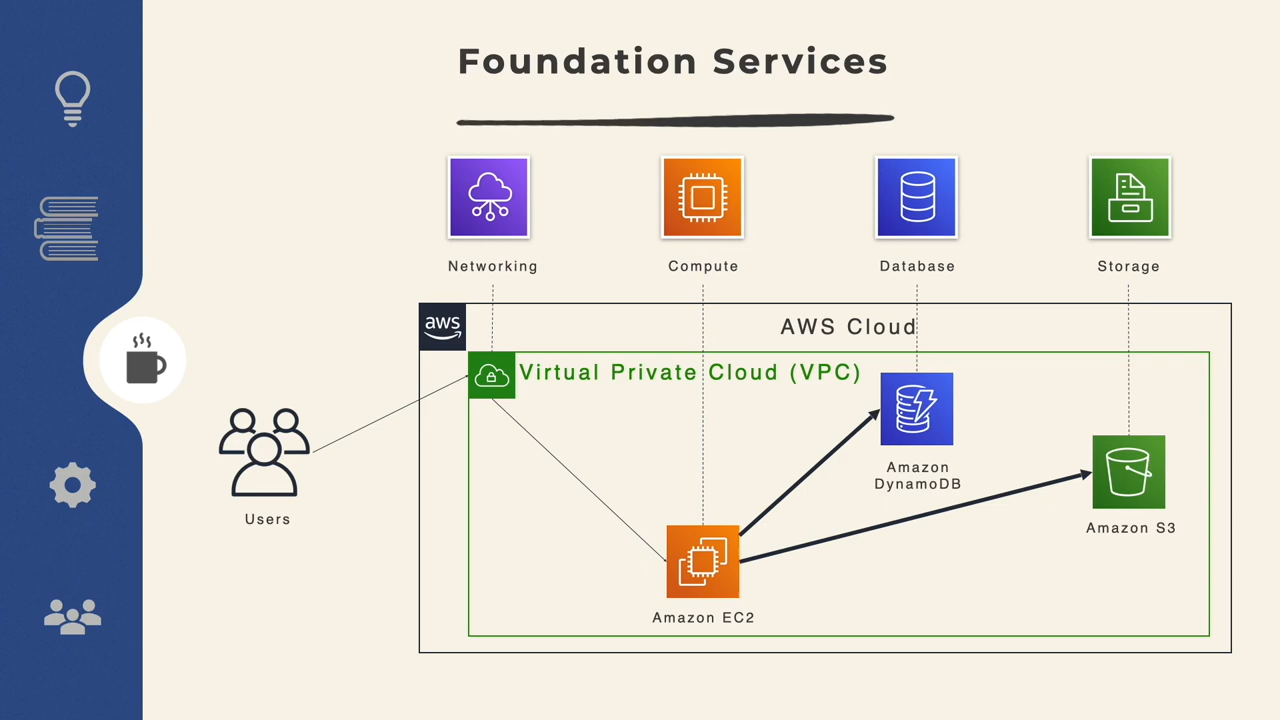 Foundation Services
Networking
Compute
Database
Storage
aws
AWS Cloud
Virtual Private Cloud (VPC)
Amazon
DynamoDB
Amazon S3
Users
Amazon EC2